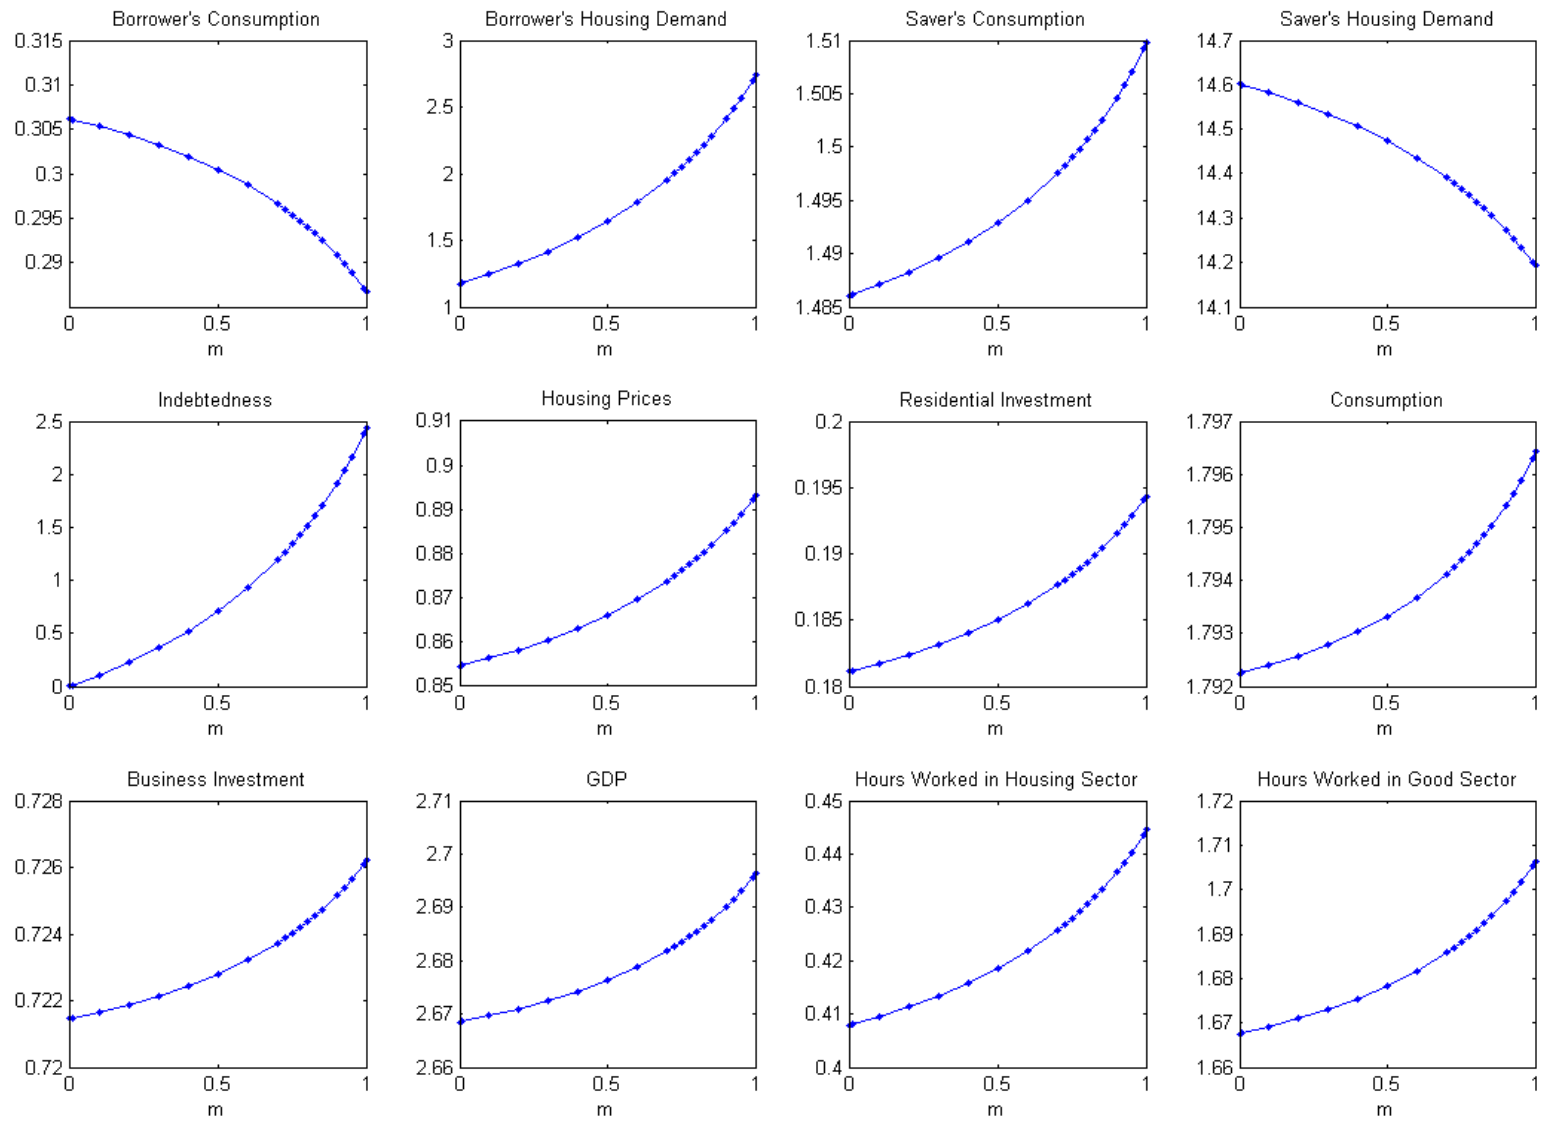 Borrower's Consumption
0.315
0.31
0.305
0.3
0.295
0.29
0 0.5 1
m
Borrower's Housing Demand
3
2.5
2
1.5
1
0 0.5 1
m
Saver's Consumption
1.51
1.505
1.5
1.495
1.49
1.485
0 0.5 1
m
Saver's Housing Demand
14.7
14.6
14.5
14.4
14.3
14.2
14.1
0 0.5 1
m
Indebtedness
2.5
2
1.5
1
0.5
0
0 0.5 1
m
Housing Prices
0.91
0.9
0.89
0.88
0.87
0.86
0.85
0 0.5 1
m
Residential Investment
0.2
0.195
0.19
0.185
0.18
0 0.5 1
m
Consumption
1.797
1.796
1.795
1.794
1.793
1.792
0 0.5 1
m
Business Investment
0.728
0.726
0.724
0.722
0.72
0 0.5 1
m
GDP
2.71
2.7
2.69
2.68
2.67
2.66
0 0.5 1
m
Hours Worked in Housing Sector
0.45
0.44
0.43
0.42
0.41
0.4
0 0.5 1
m
Hours Worked in Good Sector
1.72
1.71
1.7
1.69
1.68
1.67
1.66
0 0.5 1
m